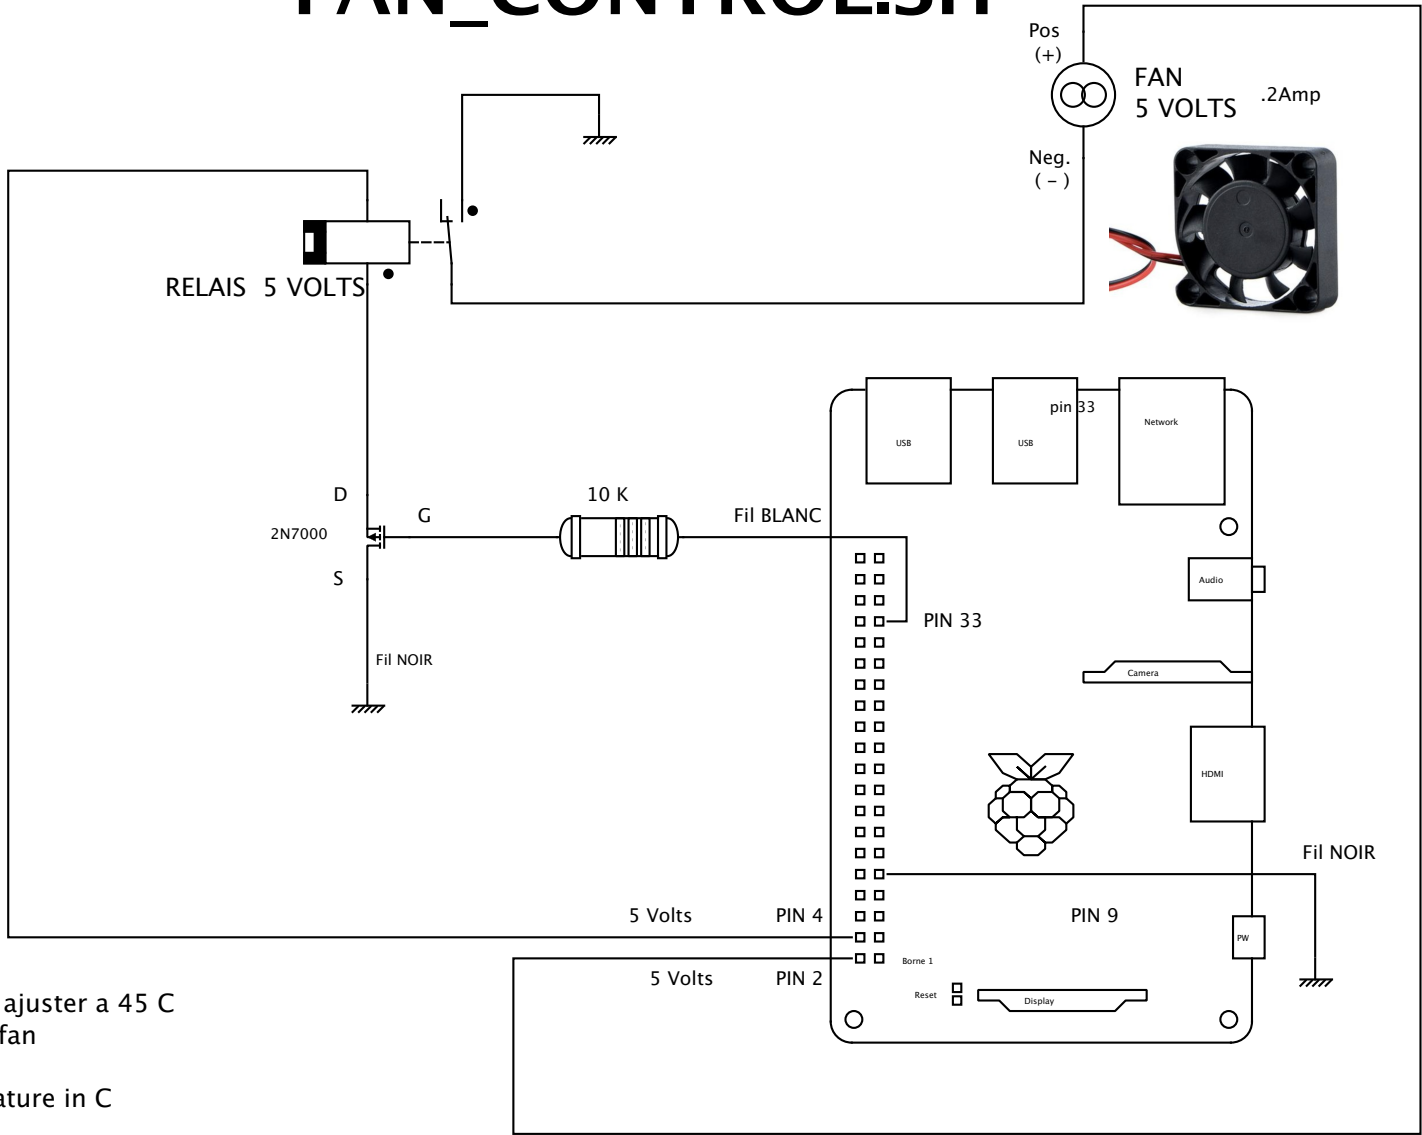 FAN_CONTROL.SH
Pos
(+)
FAN
5 VOLTS
.2Amp
Neg.
( - )
RELAIS 5 VOLTS
pin 33
Network
USB
USB
10 K
D
G
Fil BLANC
2N7000
S
Audio
PIN 33
Fil NOIR
Camera
HDMI
Fil NOIR
5 Volts
PIN 4
PIN 9
PW
Borne 1
5 Volts
PIN 2
Reset
Display
ajuster a 45 C
fan
ature in C